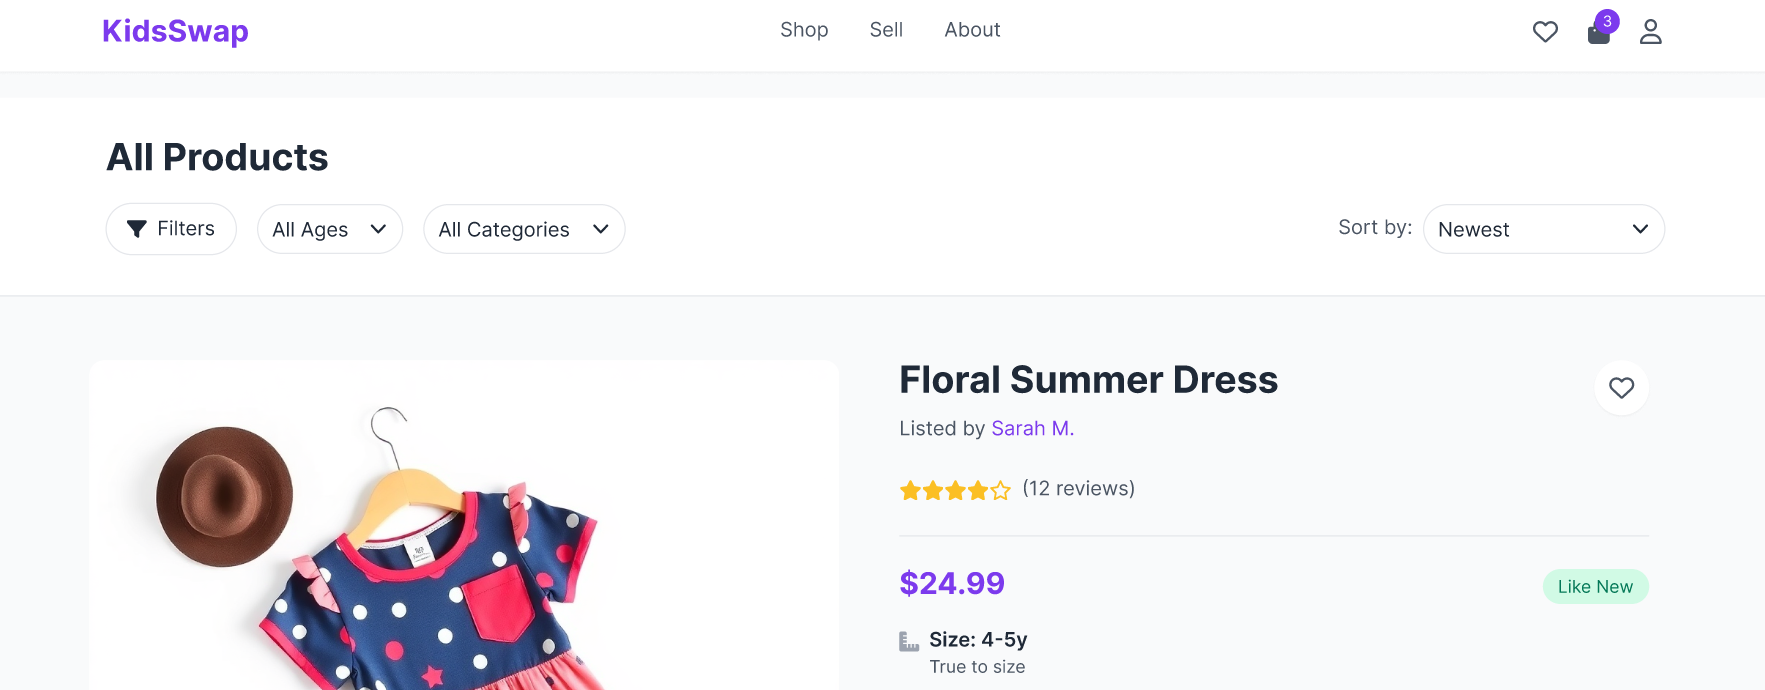 KidsSwap
Shop
Sell
About
3
All Products
Filters
All Ages
All Categories
Sort by:
Newest
Floral Summer Dress
Listed by Sarah M.
(12 reviews)
$24.99
Like New
Size: 4-5y
True to size